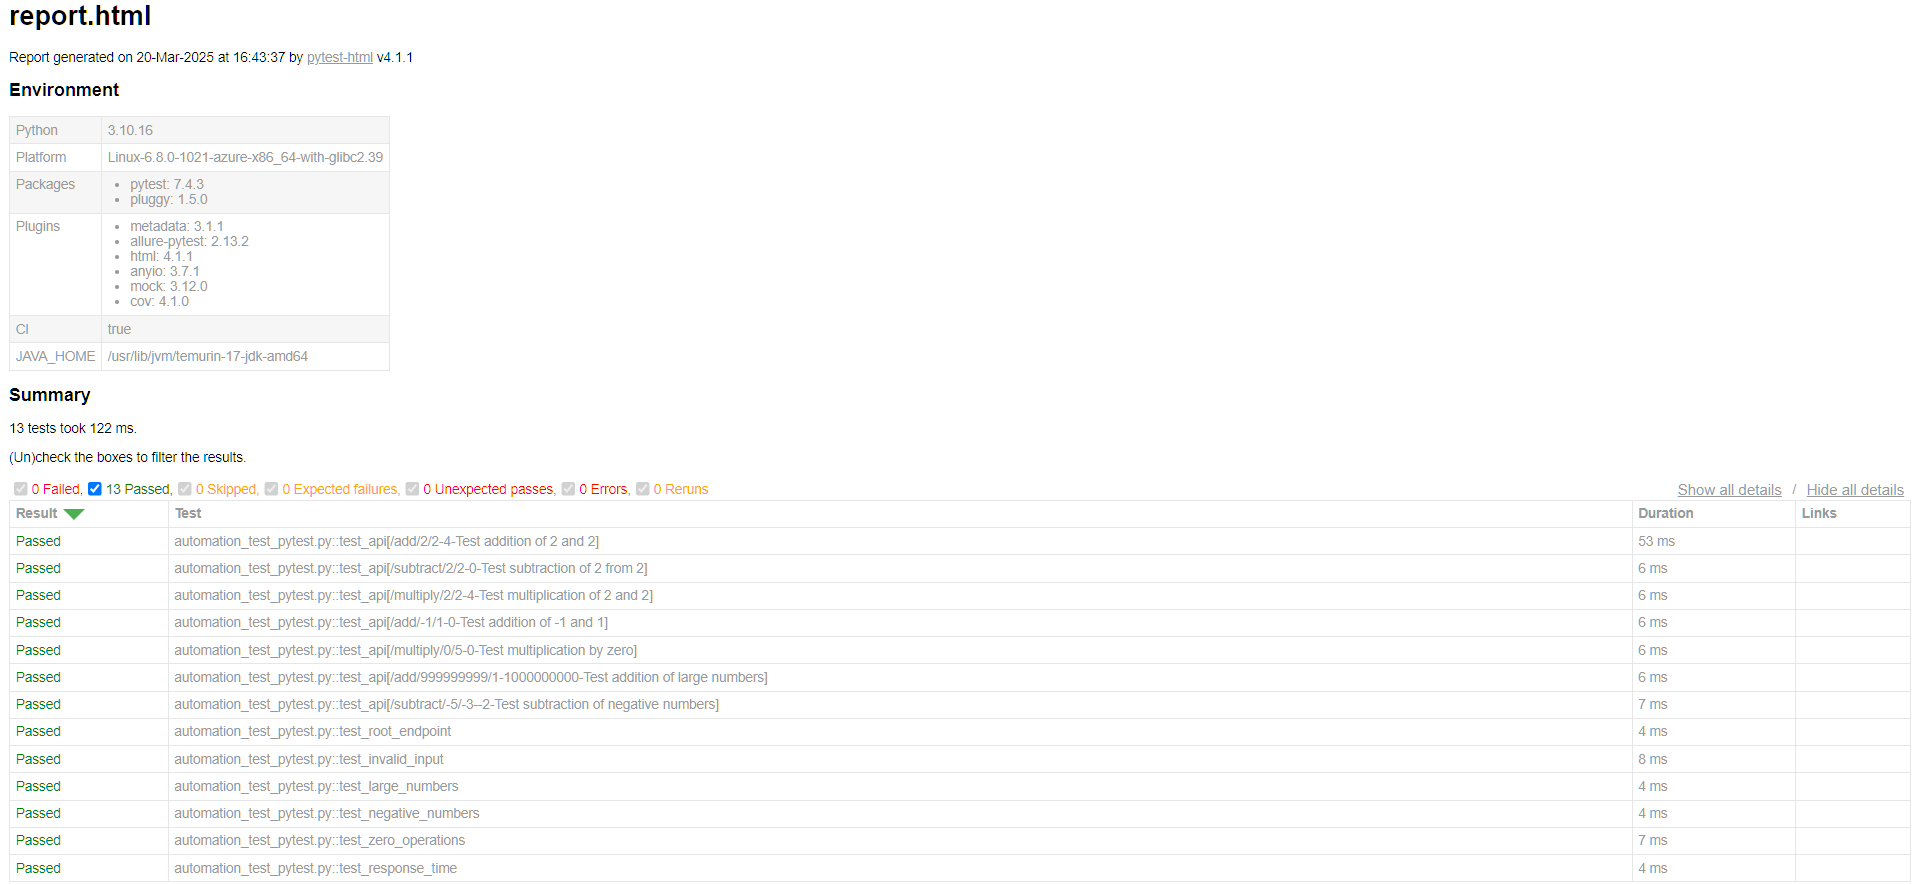 report.html
Report generated on 20-Mar-2025 at 16:43:37 by pytest-html v4.1.1
Environment
Python 3.10.16
Platform Linux-6.8.0-1021-azure-x86_64-with-glibc2.39
Packages
pytest: 7.4.3
pluggy: 1.5.0
Plugins
metadata: 3.1.1
allure-pytest: 2.13.2
html: 4.1.1
anyio: 3.7.1
mock: 3.12.0
cov: 4.1.0
CI true
JAVA_HOME /usr/lib/jvm/temurin-17-jdk-amd64
Summary
13 tests took 122 ms.
(Un)check the boxes to filter the results.
0 Failed, 13 Passed, 0 Skipped, 0 Expected failures, 0 Unexpected passes, 0 Errors, 0 Reruns
Show all details / Hide all details
Result Test Duration Links
Passed automation_test_pytest.py::test_api[/add/2/2-4-Test addition of 2 and 2] 53 ms
Passed automation_test_pytest.py::test_api[/subtract/2/2-0-Test subtraction of 2 from 2] 6 ms
Passed automation_test_pytest.py::test_api[/multiply/2/2-4-Test multiplication of 2 and 2] 6 ms
Passed automation_test_pytest.py::test_api[/add/-1/1-0-Test addition of -1 and 1] 6 ms
Passed automation_test_pytest.py::test_api[/multiply/0/5-0-Test multiplication by zero] 6 ms
Passed automation_test_pytest.py::test_api[/add/999999999/1-1000000000-Test addition of large numbers] 6 ms
Passed automation_test_pytest.py::test_api[/subtract/-5/-3--2-Test subtraction of negative numbers] 7 ms
Passed automation_test_pytest.py::test_root_endpoint 4 ms
Passed automation_test_pytest.py::test_invalid_input 8 ms
Passed automation_test_pytest.py::test_large_numbers 4 ms
Passed automation_test_pytest.py::test_negative_numbers 4 ms
Passed automation_test_pytest.py::test_zero_operations 7 ms
Passed automation_test_pytest.py::test_response_time 4 ms